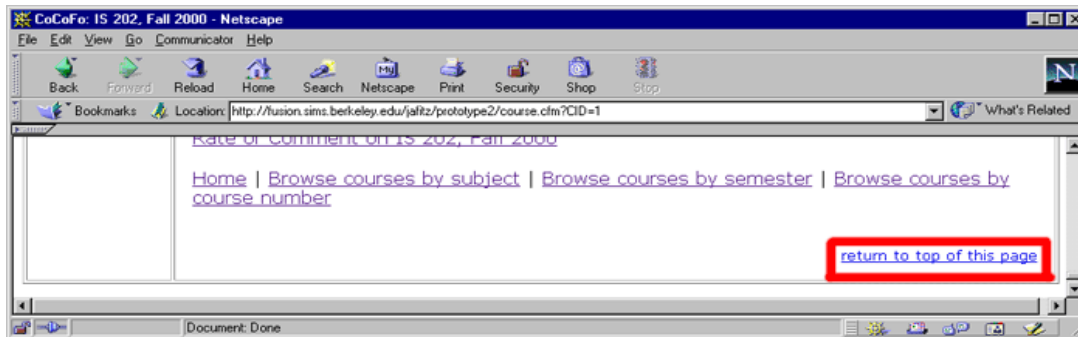 CoCoFo: IS 202, Fall 2000 - Netscape
File Edit View Go Communicator Help
Back Forward Reload Home Search Netscape Print Security Shop Stop
Bookmarks Location: http://fusion.sims.berkeley.edu/jafitz/prototype2/course.cfm?CID=1 What's Related
Rate or Comment on IS 202, Fall 2000
Home | Browse courses by subject | Browse courses by semester | Browse courses by
course number
return to top of this page
Document: Done